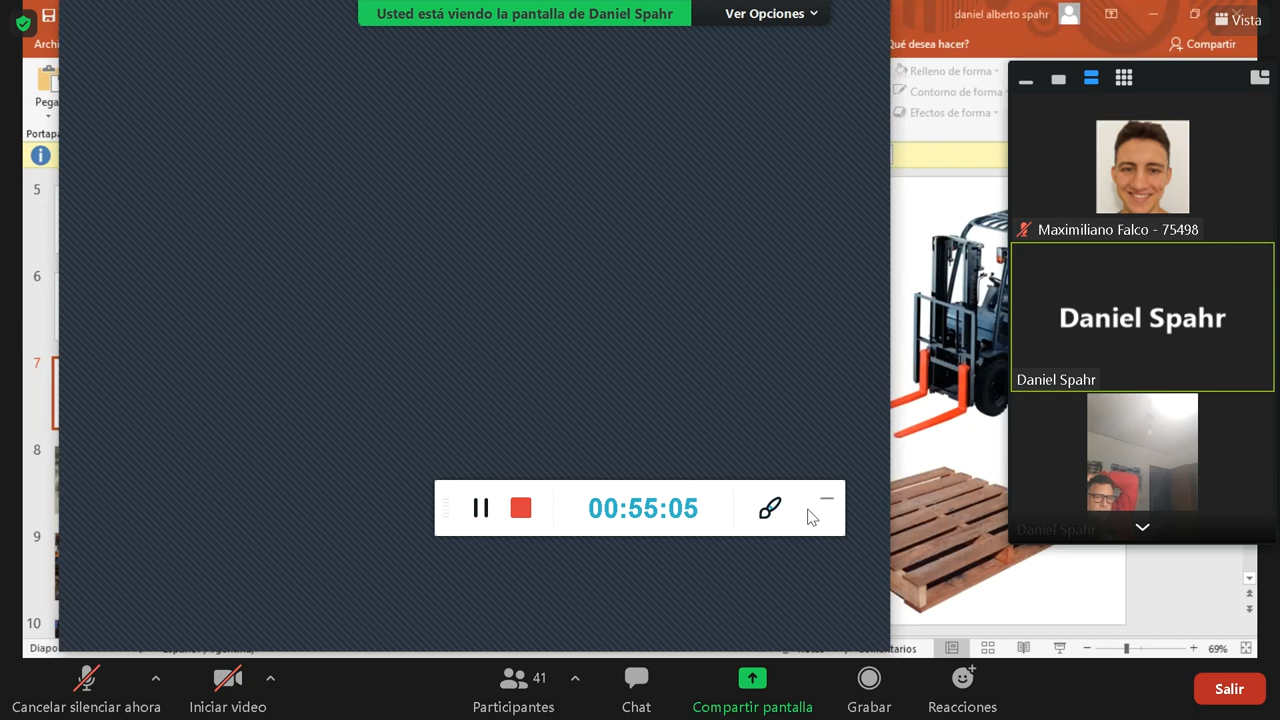 Usted está viendo la pantalla de Daniel Spahr
Ver Opciones
daniel alberto spahr
Vista
Archi
Qué desea hacer?
Compartir
Relleno de forma
Contorno de forma
Efectos de forma
Pega
Portapa
5
6
7
8
9
10
Maximiliano Falco - 75498
Daniel Spahr
Daniel Spahr
Daniel Spahr
00:55:05
Diapo
69%
Cancelar silenciar ahora
Iniciar video
41
Participantes
Chat
Compartir pantalla
Grabar
Reacciones
Salir